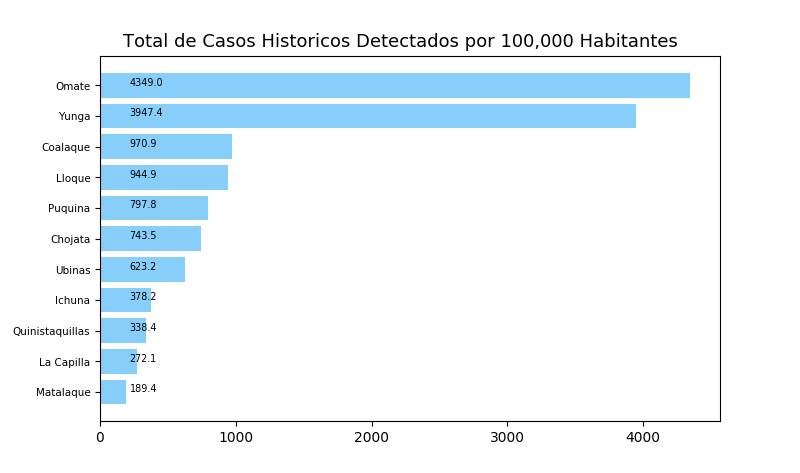 Total de Casos Historicos Detectados por 100,000 Habitantes
Omate 4349.0
Yunga 3947.4
Coalaque 970.9
Lloque 944.9
Puquina 797.8
Chojata 743.5
Ubinas 623.2
Ichuna 378.2
Quinistaquillas 338.4
La Capilla 272.1
Matalaque 189.4
0 1000 2000 3000 4000